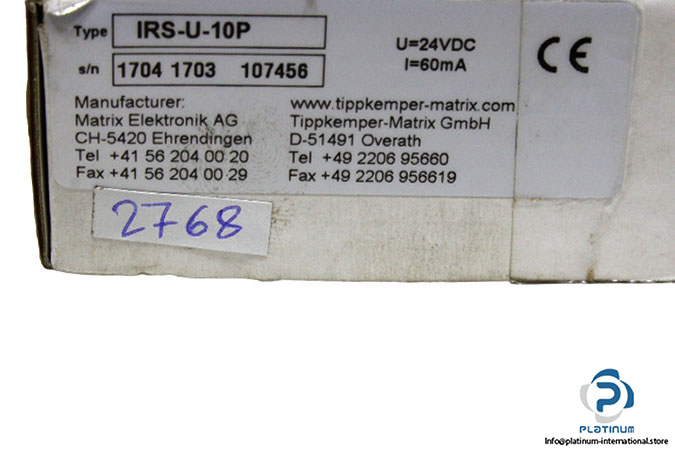 Type IRS-U-10P
s/n 1704 1703 107456
U=24VDC
I=60mA
CE
Manufacturer:
Matrix Elektronik AG
CH-5420 Ehrendingen
Tel +41 56 204 00 20
Fax +41 56 204 00 29
www.tippkemper-matrix.com
Tippkemper-Matrix GmbH
D-51491 Overath
Tel +49 2206 95660
Fax +49 2206 956619
2768
PLATINUM
Info@platinum-international.store